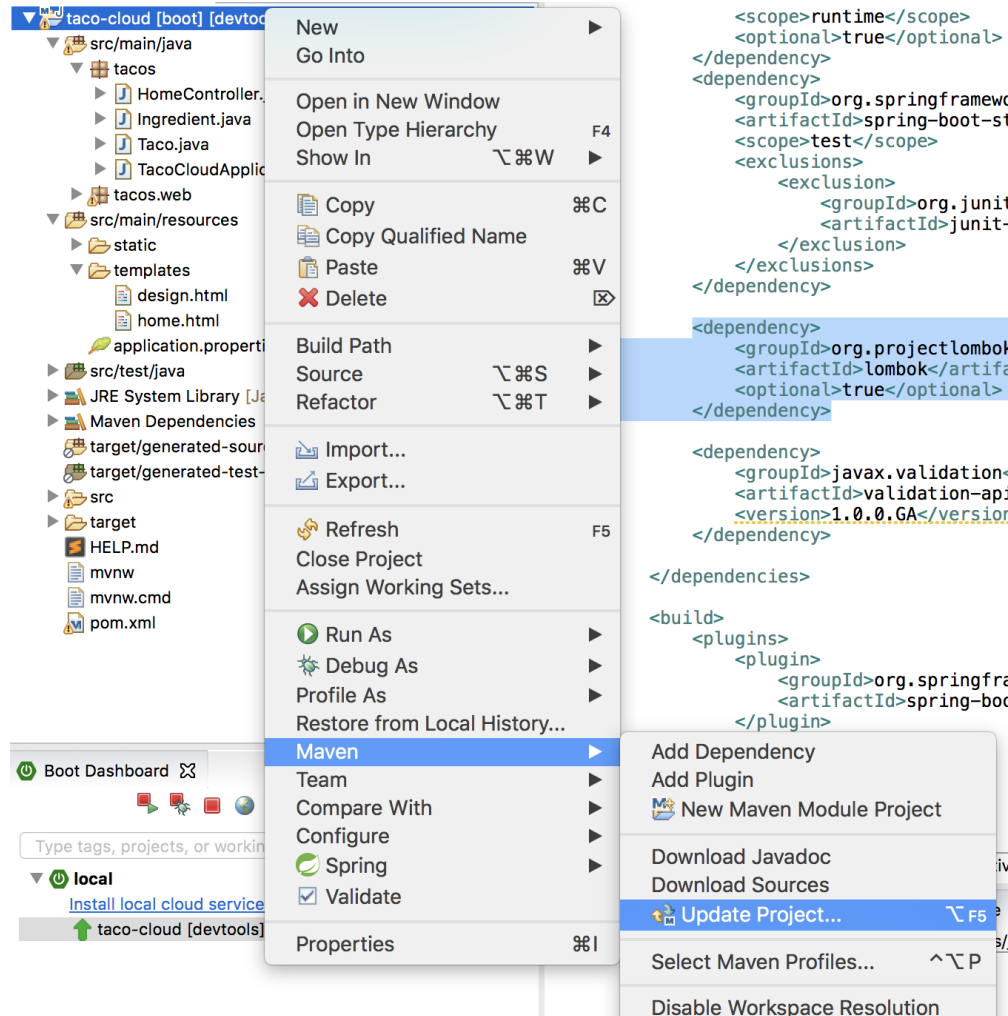 taco-cloud [boot] [devtoo
src/main/java
tacos
HomeController.
Ingredient.java
Taco.java
TacoCloudApplic
tacos.web
src/main/resources
static
templates
design.html
home.html
application.properti
src/test/java
JRE System Library [Ja
Maven Dependencies
target/generated-sour
target/generated-test-
src
target
HELP.md
mvnw
mvnw.cmd
pom.xml
Boot Dashboard
Type tags, projects, or workin
local
Install local cloud service
taco-cloud [devtools]
New
Go Into
Open in New Window
Open Type Hierarchy F4
Show In ⌥⌘W
Copy ⌘C
Copy Qualified Name
Paste ⌘V
Delete ⌦
Build Path
Source ⌥⌘S
Refactor ⌥⌘T
Import...
Export...
Refresh F5
Close Project
Assign Working Sets...
Run As
Debug As
Profile As
Restore from Local History...
Maven
Team
Compare With
Configure
Spring
Validate
Properties ⌘I
Add Dependency
Add Plugin
New Maven Module Project
Download Javadoc
Download Sources
Update Project... ⌥F5
Select Maven Profiles... ^⌥P
Disable Workspace Resolution
<scope>runtime</scope>
<optional>true</optional>
</dependency>
<dependency>
<groupId>org.springframewo
<artifactId>spring-boot-st
<scope>test</scope>
<exclusions>
<exclusion>
<groupId>org.junit
<artifactId>junit-
</exclusion>
</exclusions>
</dependency>
<dependency>
<groupId>org.projectlombok
<artifactId>lombok</artifa
<optional>true</optional>
</dependency>
<dependency>
<groupId>javax.validation<
<artifactId>validation-api
<version>1.0.0.GA</version
</dependency>
</dependencies>
<build>
<plugins>
<plugin>
<groupId>org.springfra
<artifactId>spring-boo
</plugin>